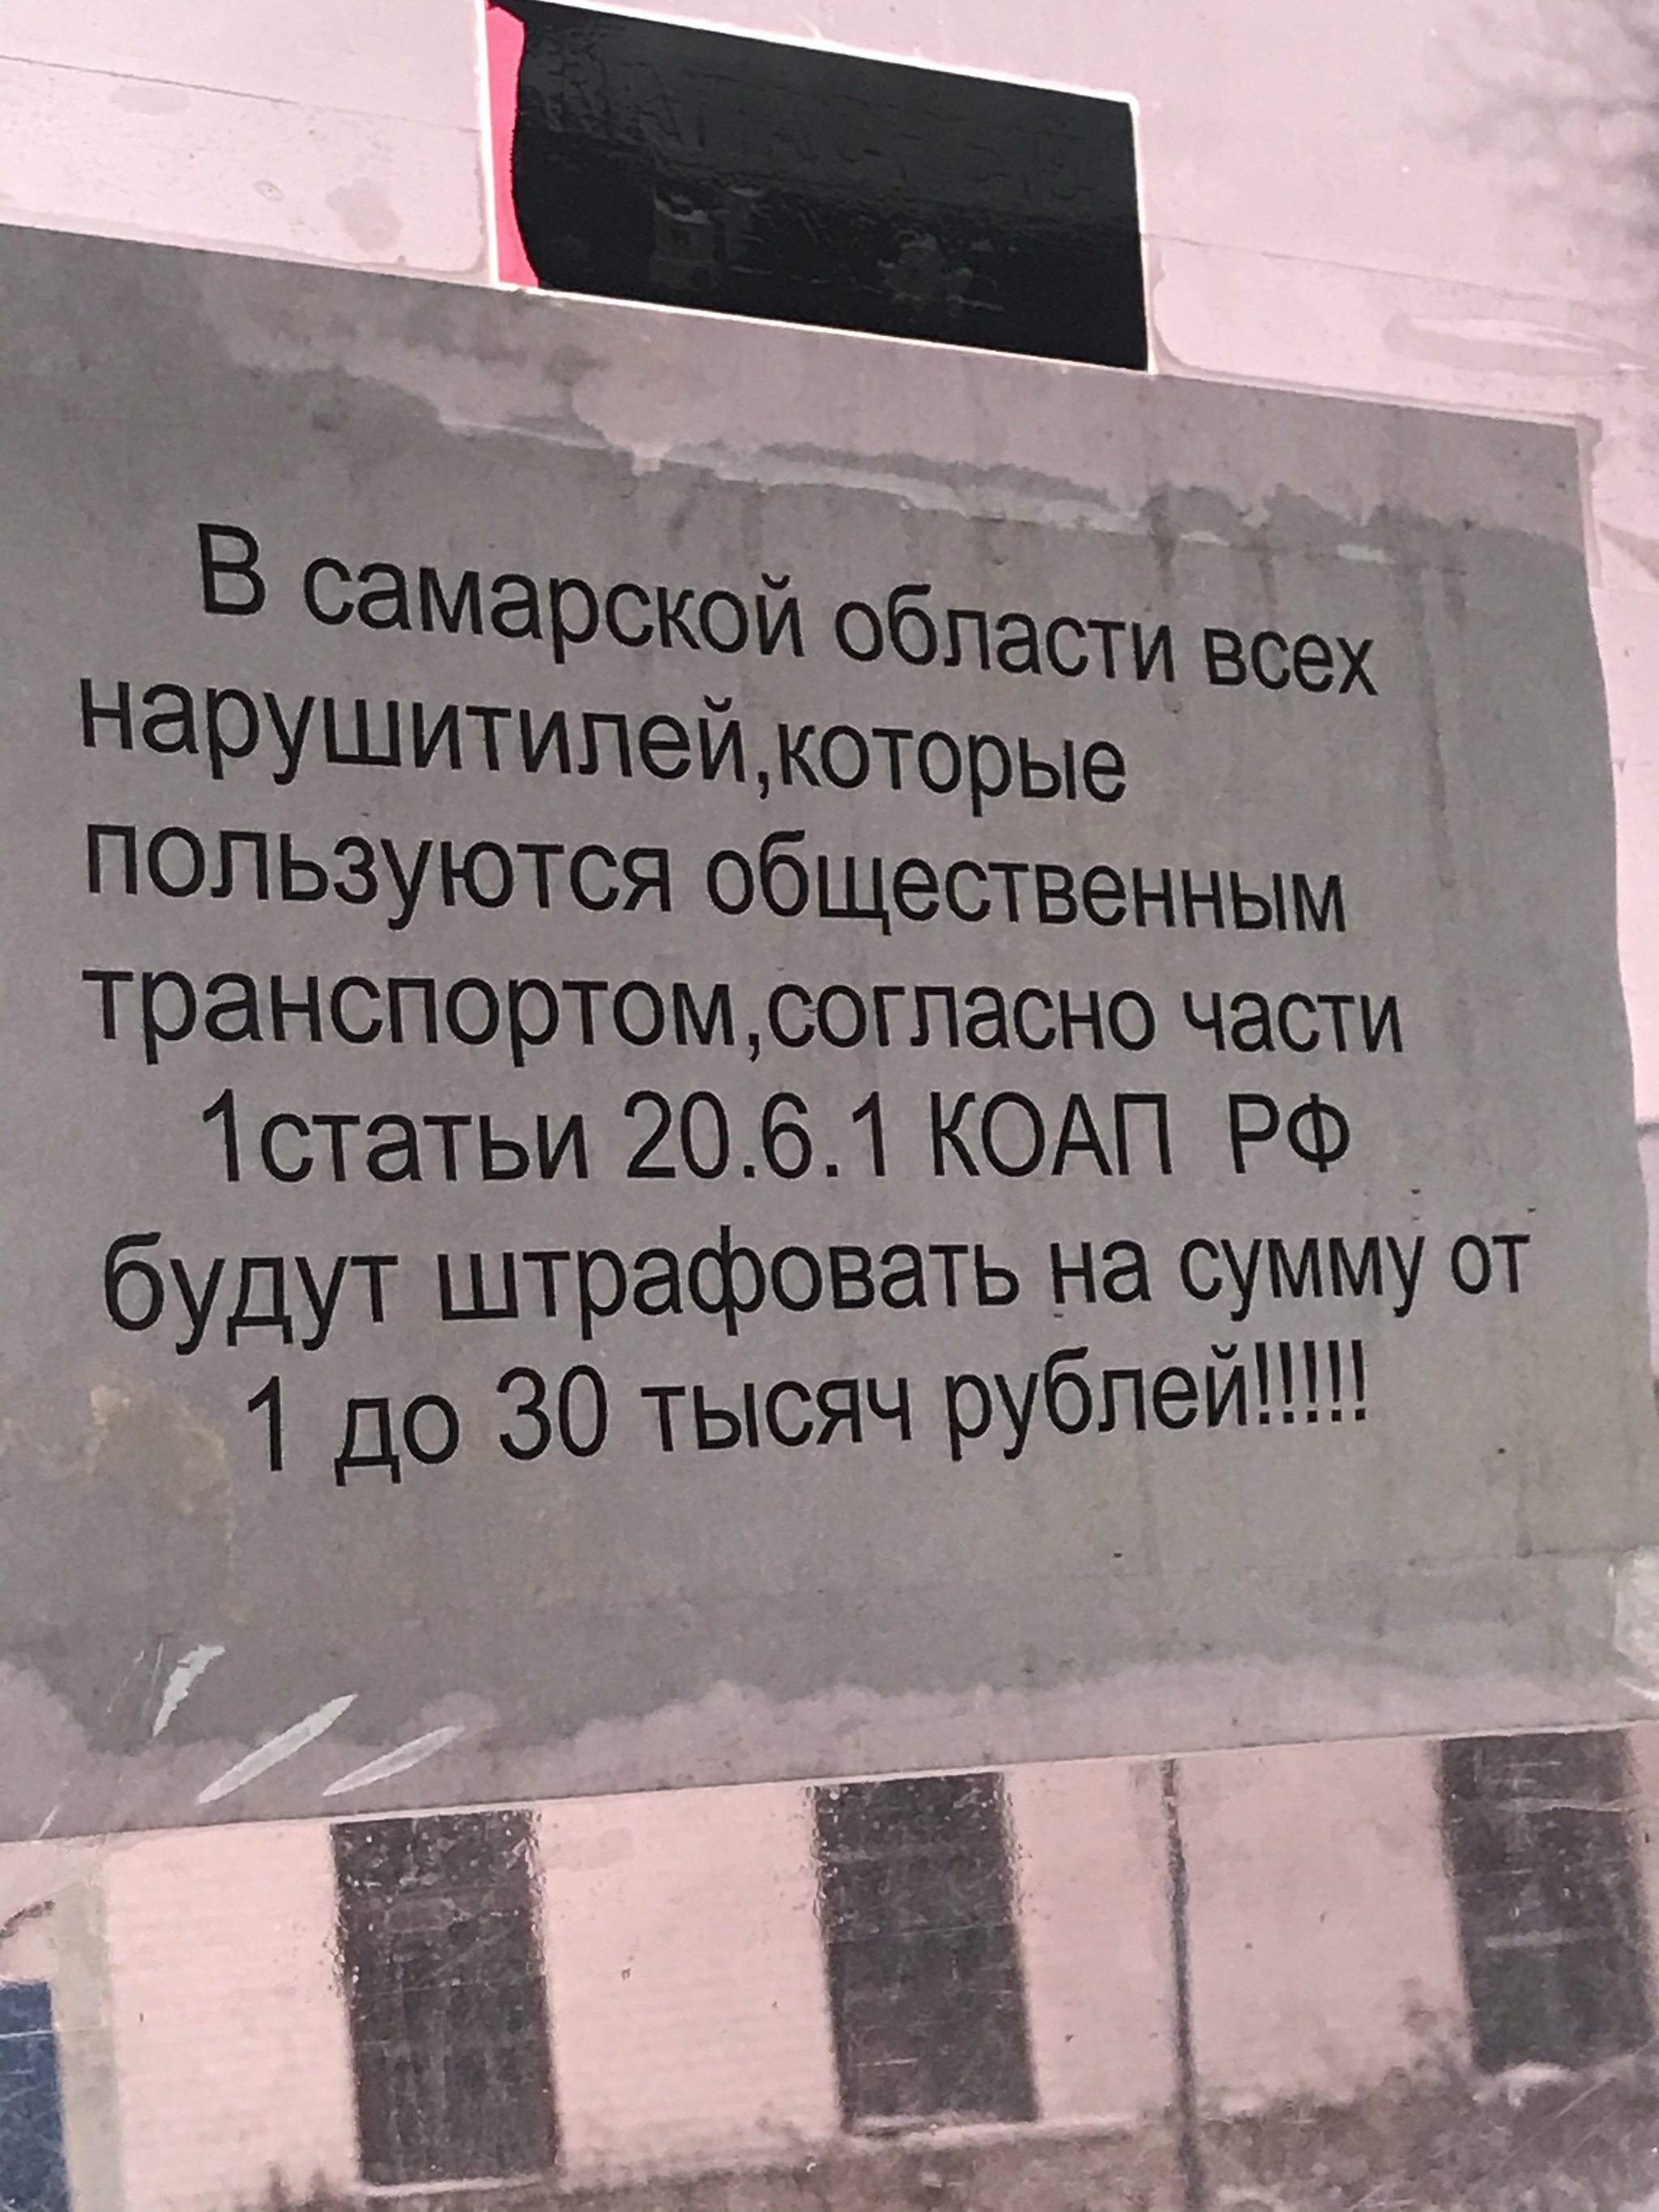 В самарской области всех
нарушитилей,которые
пользуются общественным
транспортом,согласно части
1статьи 20.6.1 КОАП РФ
будут штрафовать на сумму от
1 до 30 тысяч рублей!!!!!